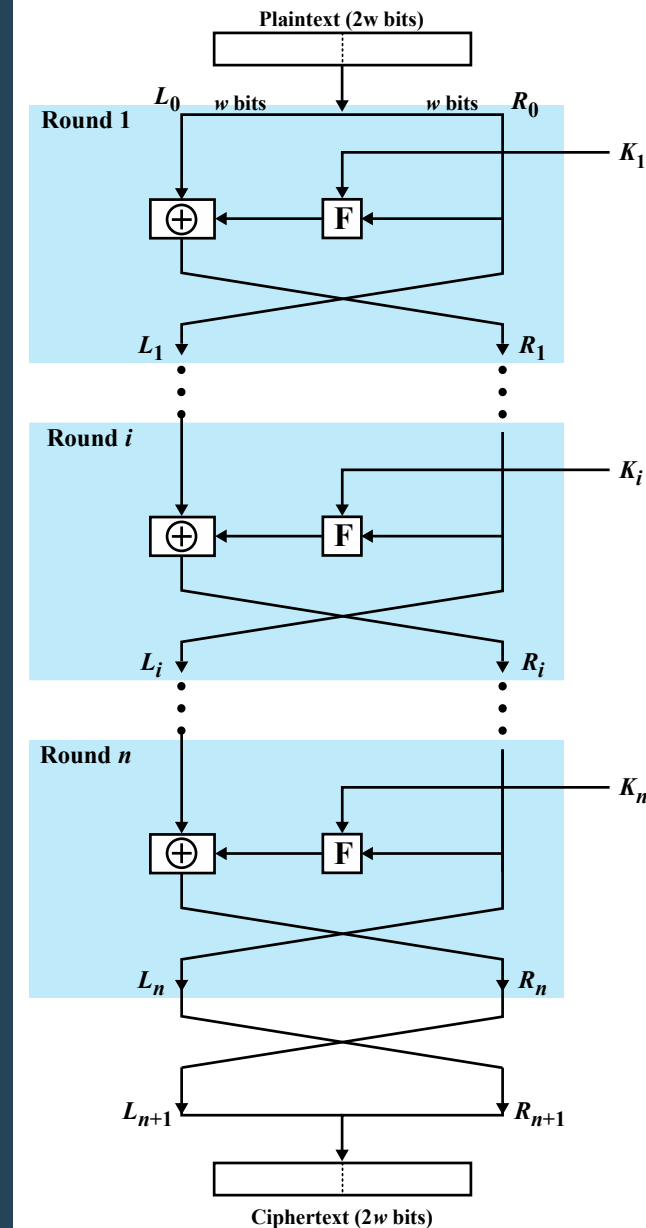 Plaintext (2w bits)
L0 w bits w bits R0
Round 1
K1
F
L1 R1
Round i
Ki
F
Li Ri
Round n
Kn
F
Ln Rn
Ln+1 Rn+1
Ciphertext (2w bits)